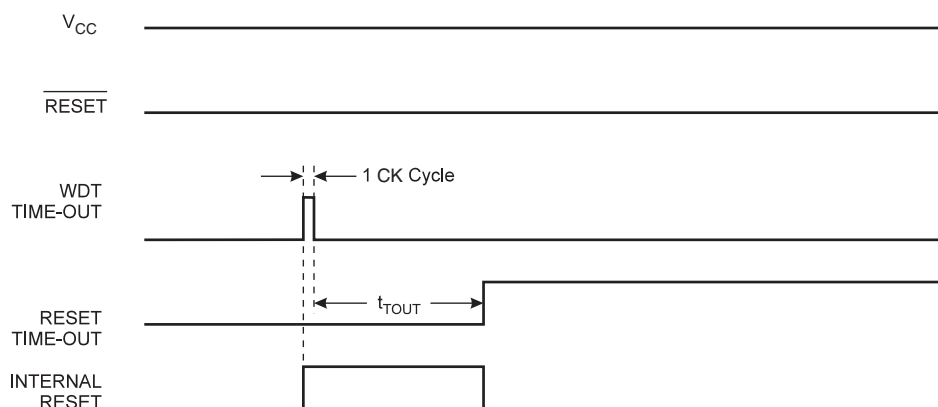 VCC
RESET
1 CK Cycle
WDT
TIME-OUT
tTOUT
RESET
TIME-OUT
INTERNAL
RESET